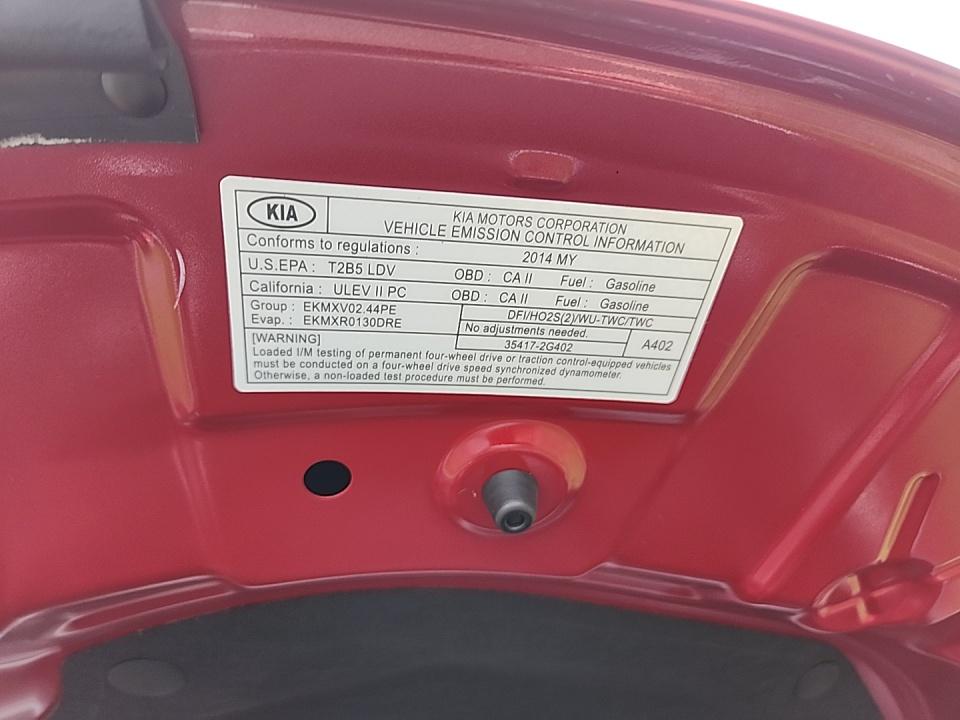 KIA
KIA MOTORS CORPORATION
VEHICLE EMISSION CONTROL INFORMATION
Conforms to regulations : 2014 MY
U.S.EPA : T2B5 LDV OBD : CA II Fuel : Gasoline
California : ULEV II PC OBD : CA II Fuel : Gasoline
Group : EKMXV02.44PE
Evap. : EKMXR0130DRE
DFI/HO2S(2)/WU-TWC/TWC
No adjustments needed.
35417-2G402
A402
[WARNING]
Loaded I/M testing of permanent four-wheel drive or traction control-equipped vehicles
must be conducted on a four-wheel drive speed synchronized dynamometer.
Otherwise, a non-loaded test procedure must be performed.